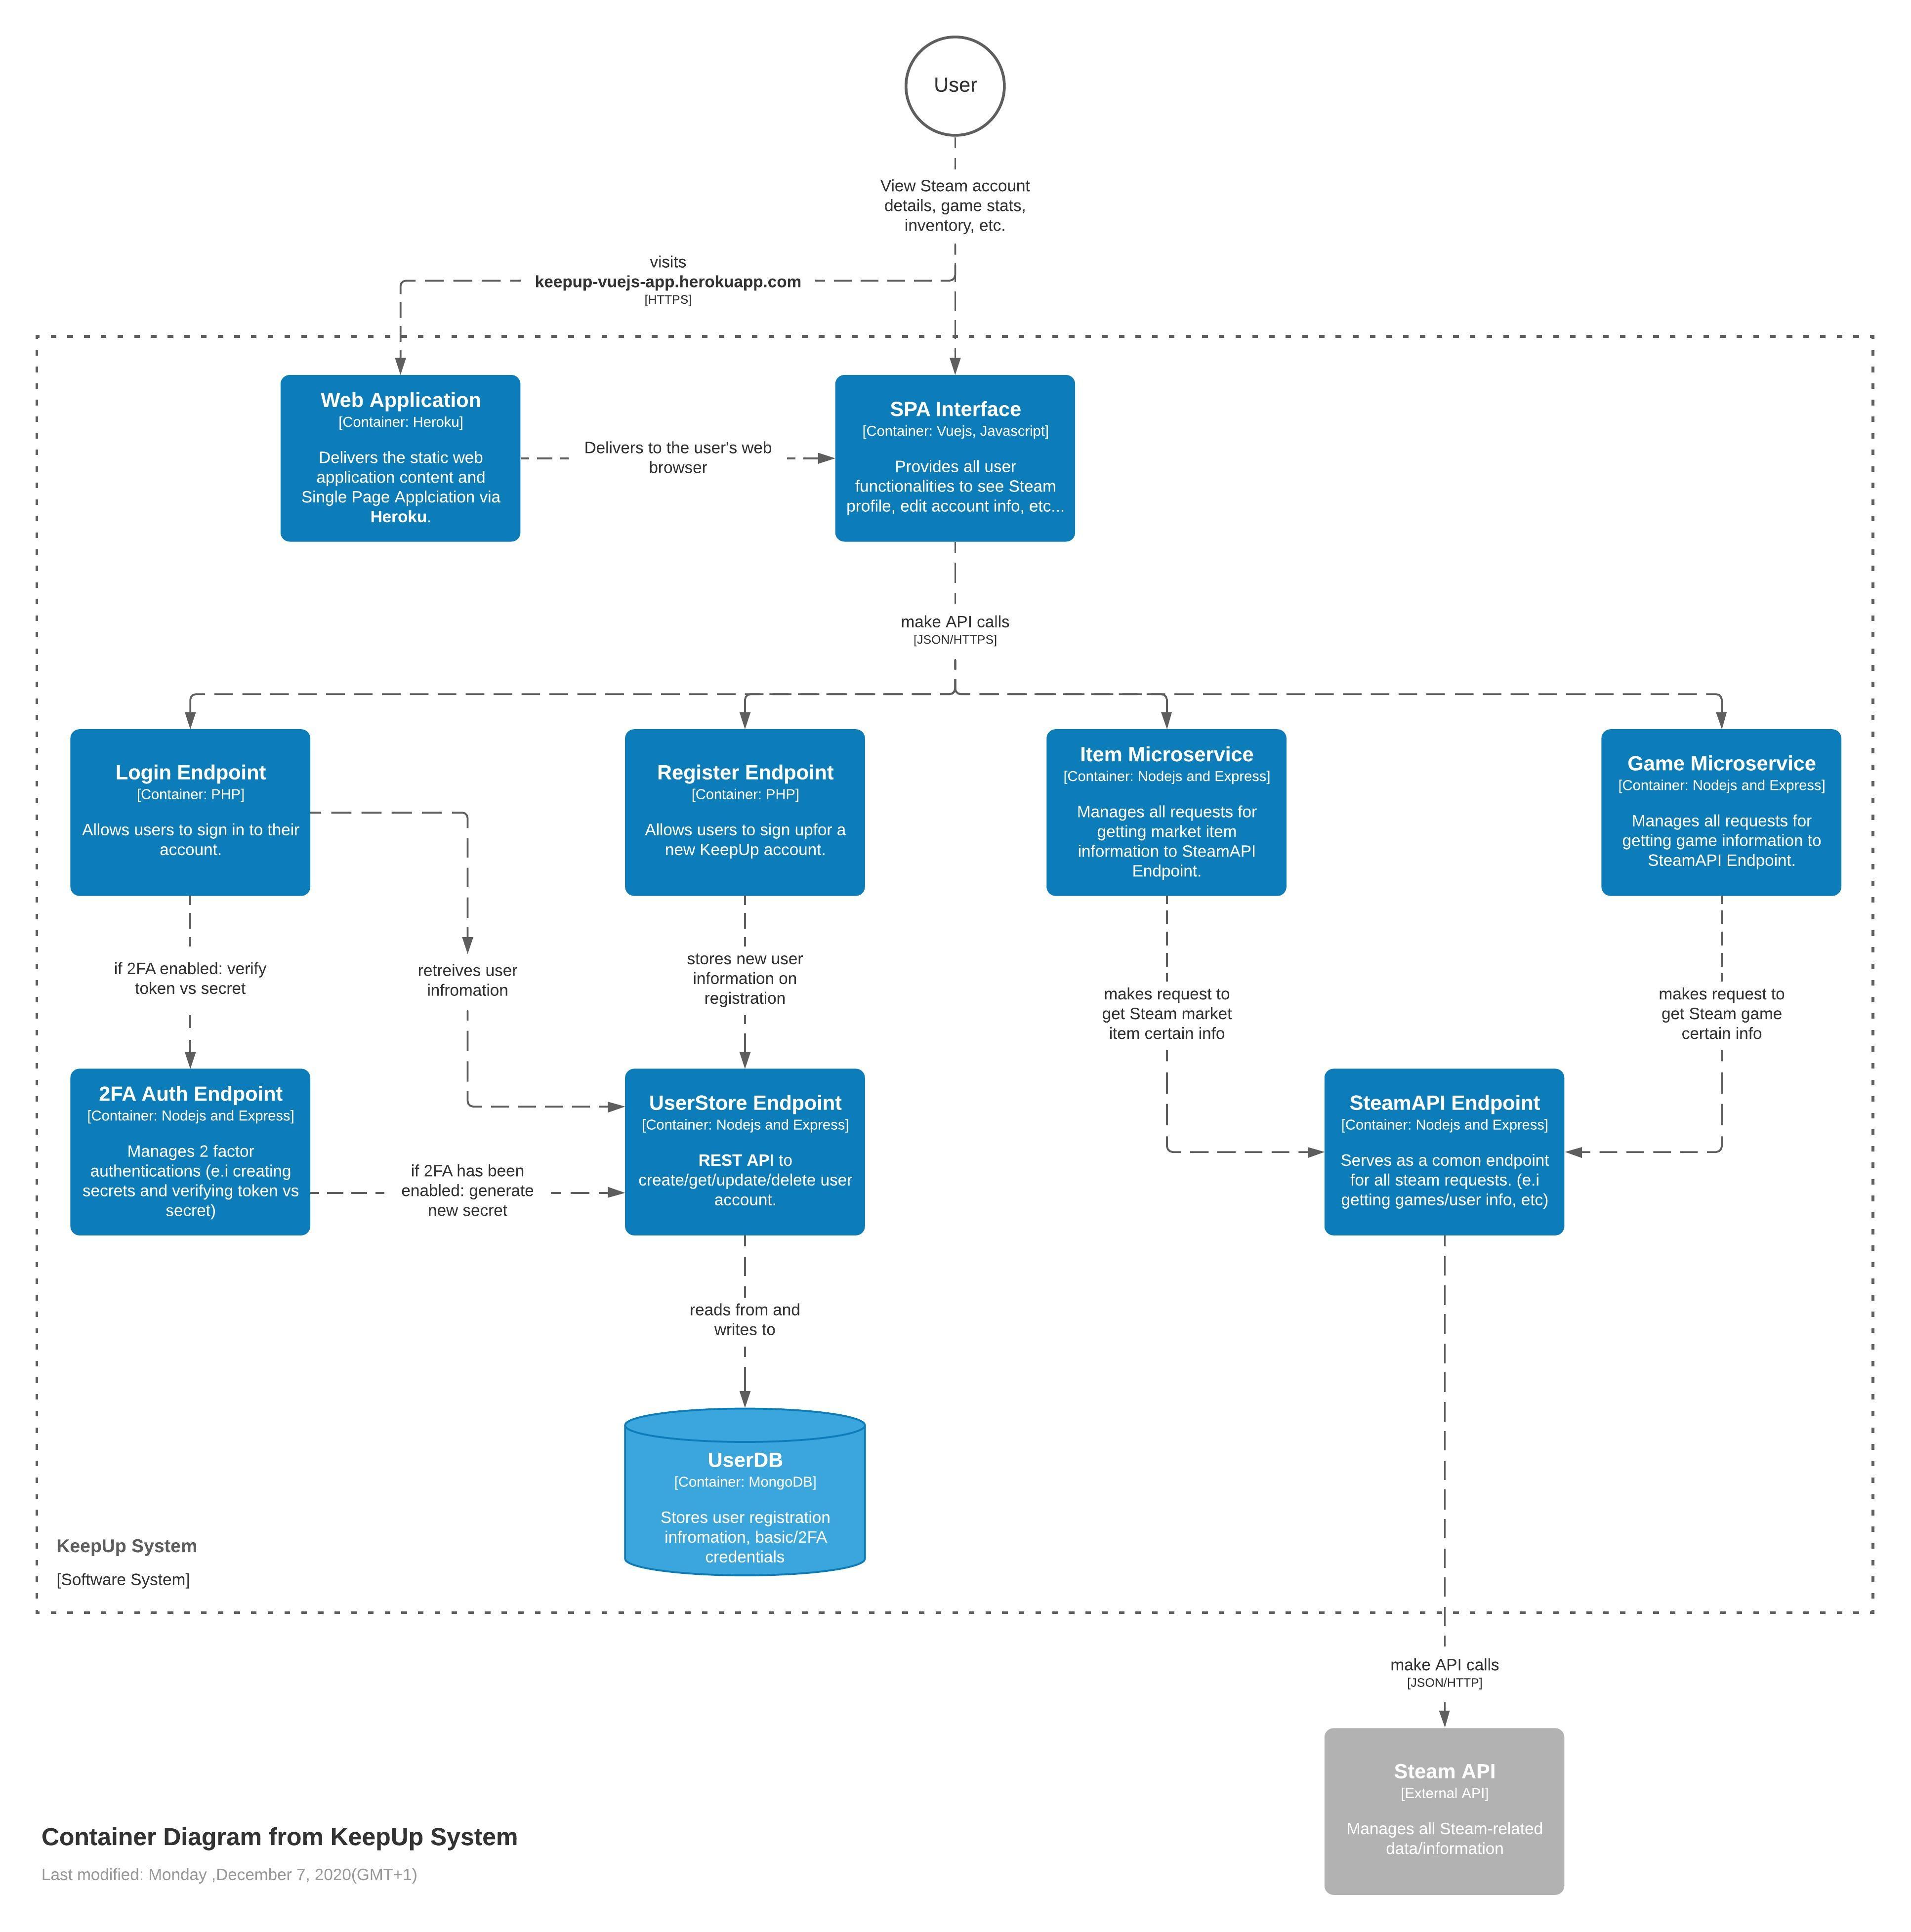 User
View Steam account
details, game stats,
inventory, etc.
visits
keepup-vuejs-app.herokuapp.com
[HTTPS]
Web Application
[Container: Heroku]
Delivers the static web
application content and
Single Page Applciation via
Heroku.
Delivers to the user's web
browser
SPA Interface
[Container: Vuejs, Javascript]
Provides all user
functionalities to see Steam
profile, edit account info, etc...
make API calls
[JSON/HTTPS]
Login Endpoint
[Container: PHP]
Allows users to sign in to their
account.
Register Endpoint
[Container: PHP]
Allows users to sign upfor a
new KeepUp account.
Item Microservice
[Container: Nodejs and Express]
Manages all requests for
getting market item
information to SteamAPI
Endpoint.
Game Microservice
[Container: Nodejs and Express]
Manages all requests for
getting game information to
SteamAPI Endpoint.
if 2FA enabled: verify
token vs secret
retreives user
infromation
stores new user
information on
registration
makes request to
get Steam market
item certain info
makes request to
get Steam game
certain info
2FA Auth Endpoint
[Container: Nodejs and Express]
Manages 2 factor
authentications (e.i creating
secrets and verifying token vs
secret)
if 2FA has been
enabled: generate
new secret
UserStore Endpoint
[Container: Nodejs and Express]
REST API to
create/get/update/delete user
account.
SteamAPI Endpoint
[Container: Nodejs and Express]
Serves as a comon endpoint
for all steam requests. (e.i
getting games/user info, etc)
reads from and
writes to
UserDB
[Container: MongoDB]
Stores user registration
infromation, basic/2FA
credentials
KeepUp System
[Software System]
make API calls
[JSON/HTTP]
Steam API
[External API]
Manages all Steam-related
data/information
Container Diagram from KeepUp System
Last modified: Monday ,December 7, 2020(GMT+1)